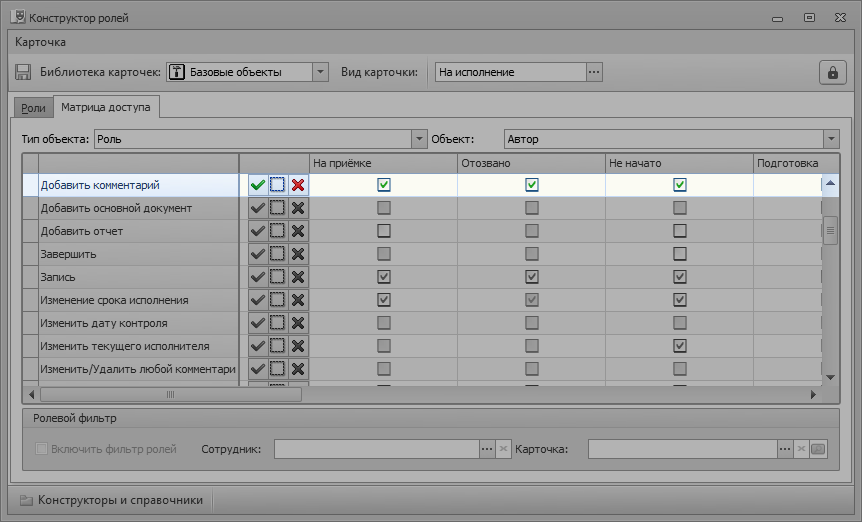 Конструктор ролей
Карточка
Библиотека карточек: Базовые объекты Вид карточки: На исполнение
Роли Матрица доступа
Тип объекта: Роль Объект: Автор
На приёмке Отозвано Не начато Подготовка
Добавить комментарий
Добавить основной документ
Добавить отчет
Завершить
Запись
Изменение срока исполнения
Изменить дату контроля
Изменить текущего исполнителя
Изменить/Удалить любой комментари
Ролевой фильтр
Включить фильтр ролей Сотрудник: Карточка:
Конструкторы и справочники